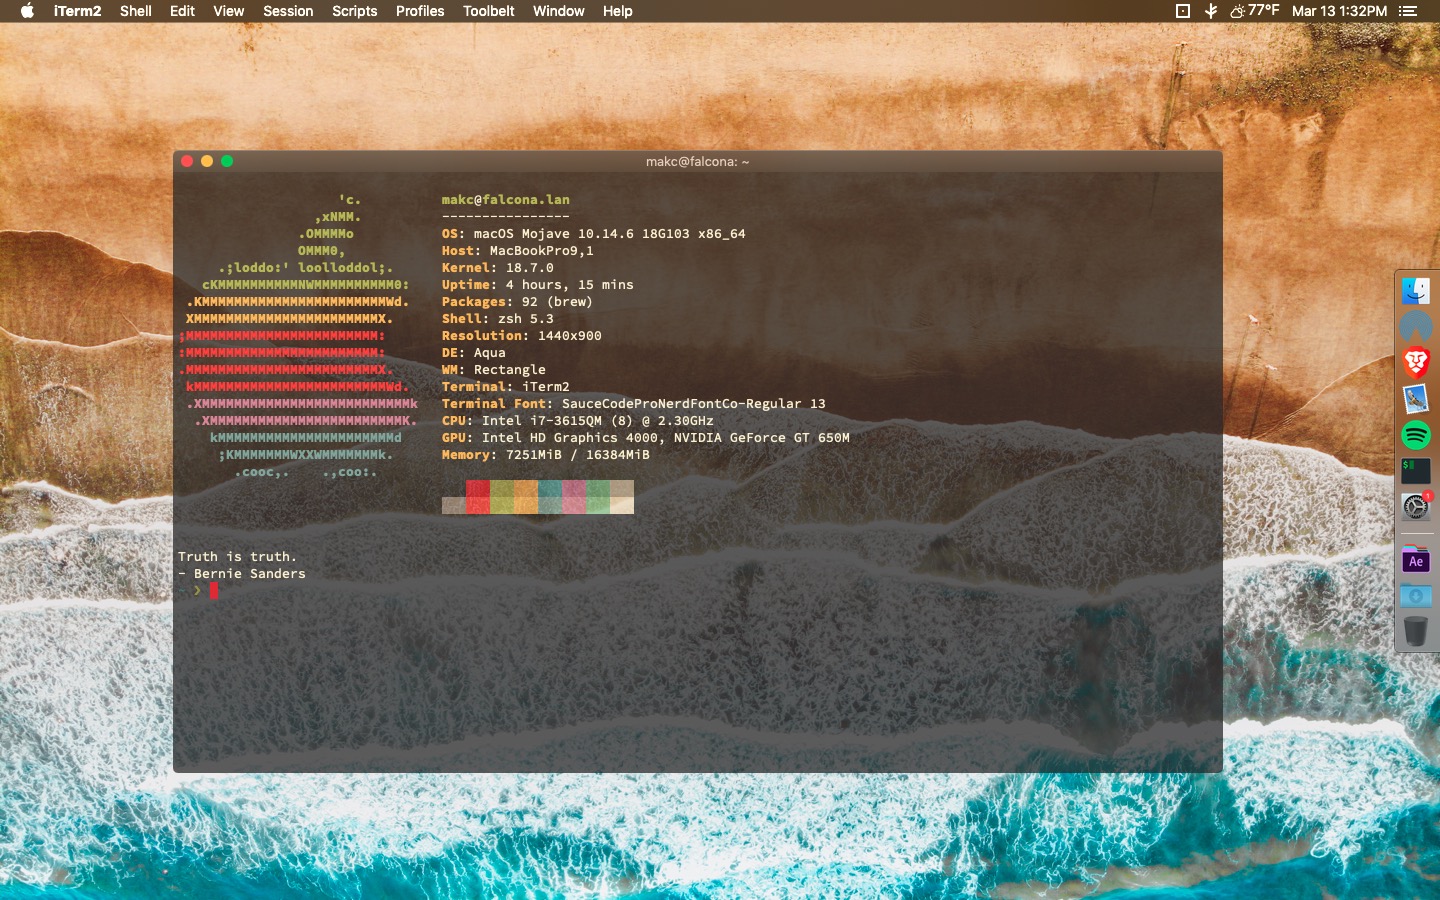 iTerm2 Shell Edit View Session Scripts Profiles Toolbelt Window Help 77°F Mar 13 1:32PM
makc@falcona: ~
'c.
,xNMM.
.OMMMMo
OMMM0,
.;loddo:' loolloddol;.
cKMMMMMMMMMMNWMMMMMMMMMM0:
.KMMMMMMMMMMMMMMMMMMMMMMMWd.
XMMMMMMMMMMMMMMMMMMMMMMMX.
;MMMMMMMMMMMMMMMMMMMMMMMM:
:MMMMMMMMMMMMMMMMMMMMMMMM:
.MMMMMMMMMMMMMMMMMMMMMMMMX.
kMMMMMMMMMMMMMMMMMMMMMMMMWd.
.XMMMMMMMMMMMMMMMMMMMMMMMMMMk
.XMMMMMMMMMMMMMMMMMMMMMMMMK.
kMMMMMMMMMMMMMMMMMMMMMMd
;KMMMMMMMWXXWMMMMMMMk.
.cooc,. .,coo:.
makc@falcona.lan
----------------
OS: macOS Mojave 10.14.6 18G103 x86_64
Host: MacBookPro9,1
Kernel: 18.7.0
Uptime: 4 hours, 15 mins
Packages: 92 (brew)
Shell: zsh 5.3
Resolution: 1440x900
DE: Aqua
WM: Rectangle
Terminal: iTerm2
Terminal Font: SauceCodeProNerdFontCo-Regular 13
CPU: Intel i7-3615QM (8) @ 2.30GHz
GPU: Intel HD Graphics 4000, NVIDIA GeForce GT 650M
Memory: 7251MiB / 16384MiB
Truth is truth.
- Bernie Sanders
❯
$
1
Ae